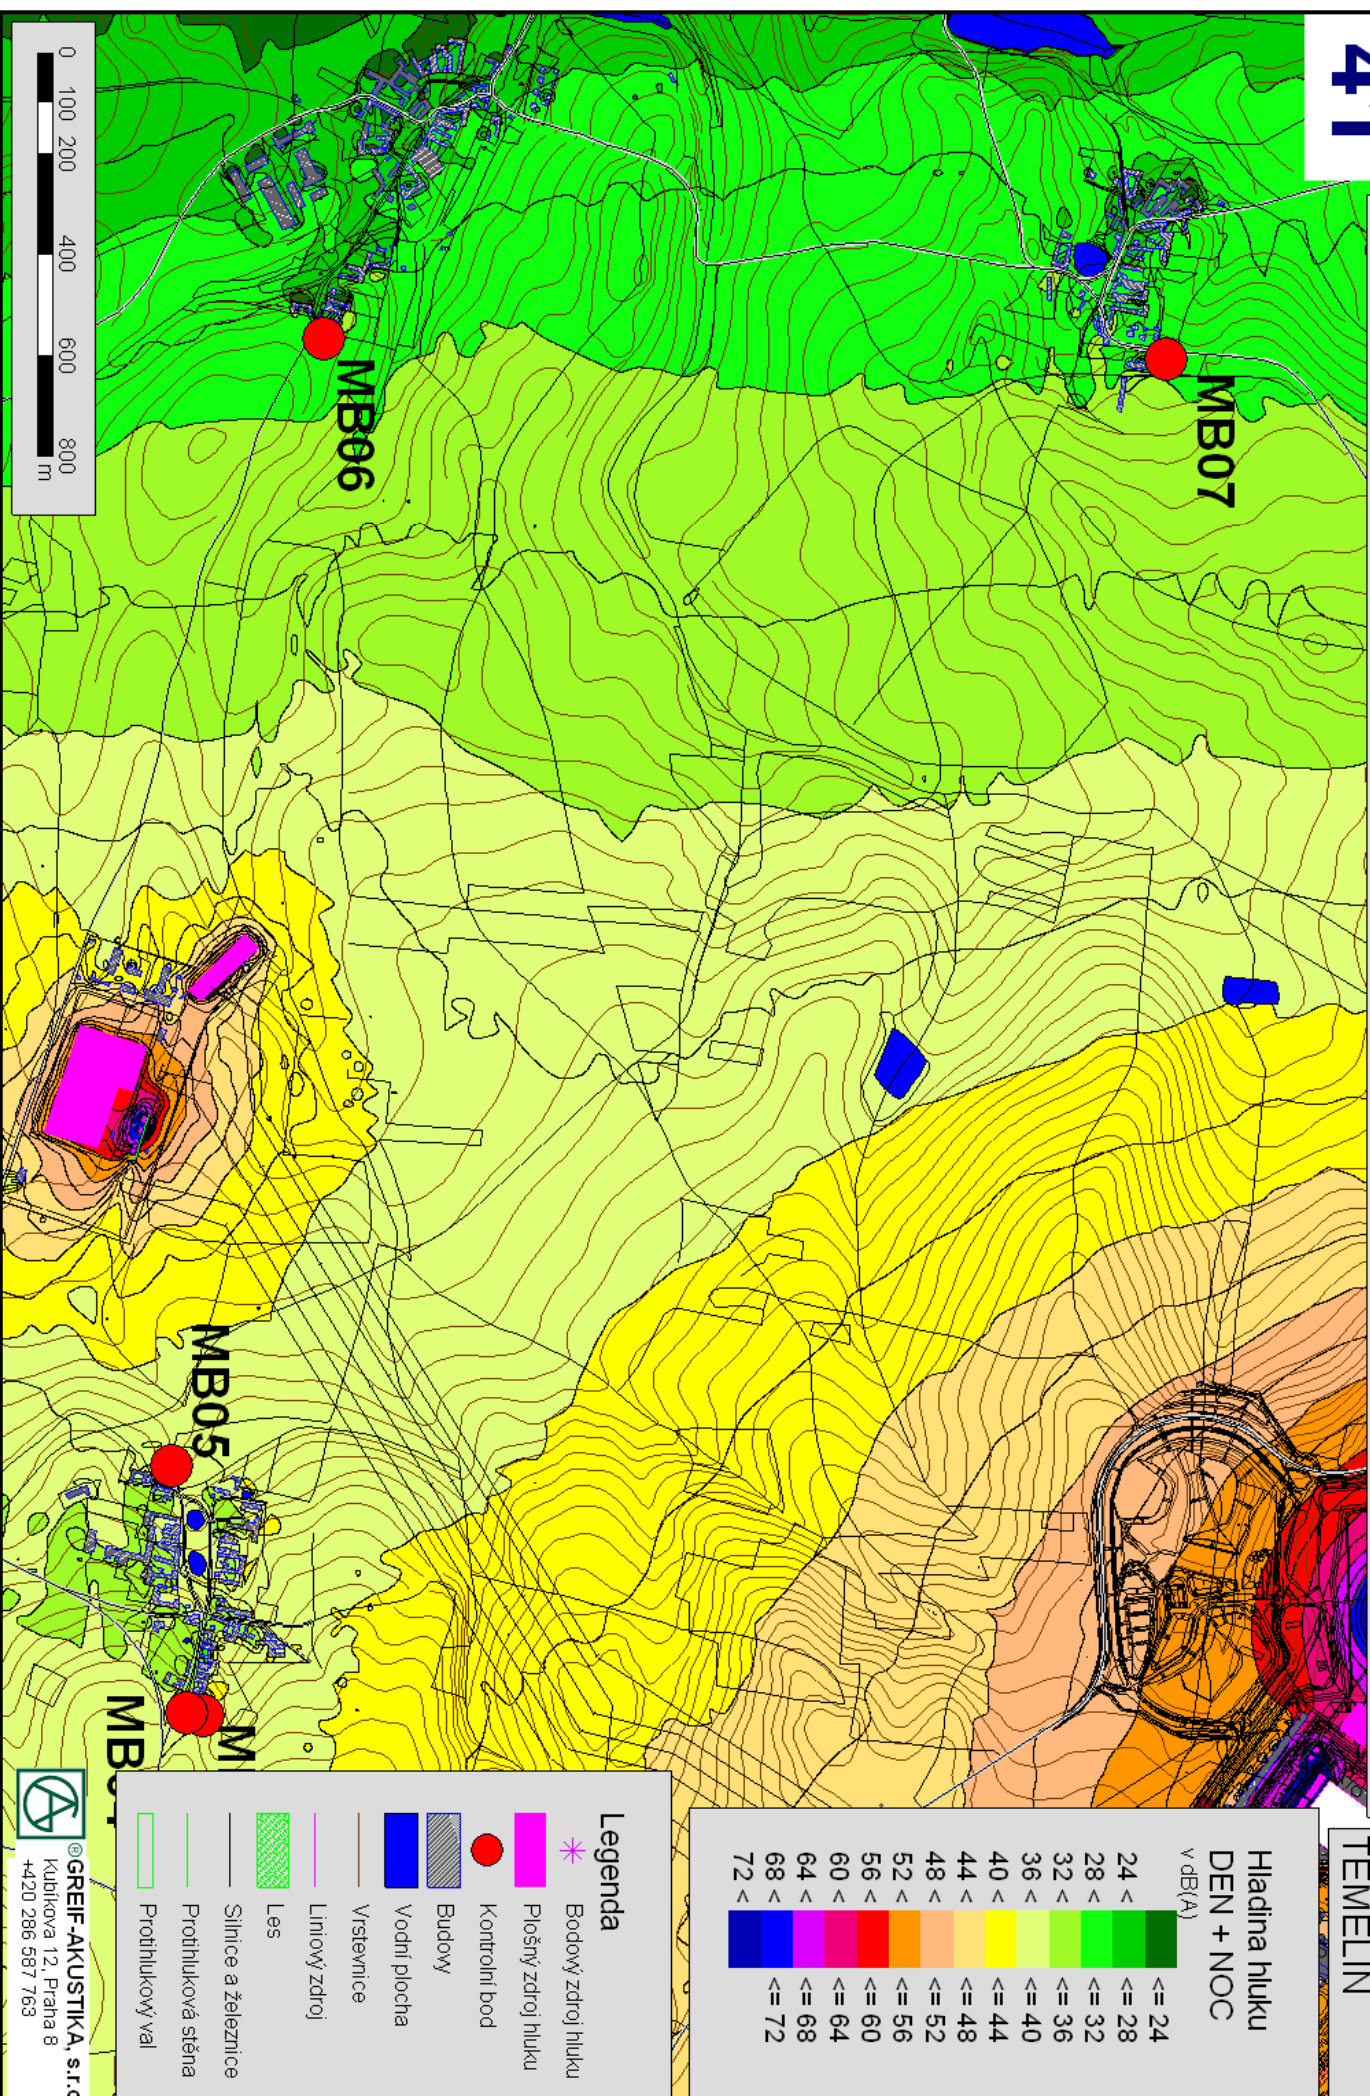 41
TEMELÍN
MB07
MB06
MB05
Hladina hluku
DEN + NOC
v dB(A)
<= 24
24 < <= 28
28 < <= 32
32 < <= 36
36 < <= 40
40 < <= 44
44 < <= 48
48 < <= 52
52 < <= 56
56 < <= 60
60 < <= 64
64 < <= 68
68 < <= 72
72 <
Legenda
Bodový zdroj hluku
Plošný zdroj hluku
Kontrolní bod
Budovy
Vodní plocha
Vrstevnice
Liniový zdroj
Les
Silnice a železnice
Protihluková stěna
Protihlukový val
0 100 200 400 600 800
m
®GREIF-AKUSTIKA, s.r.o
Kubíkova 12, Praha 8
+420 286 587 763